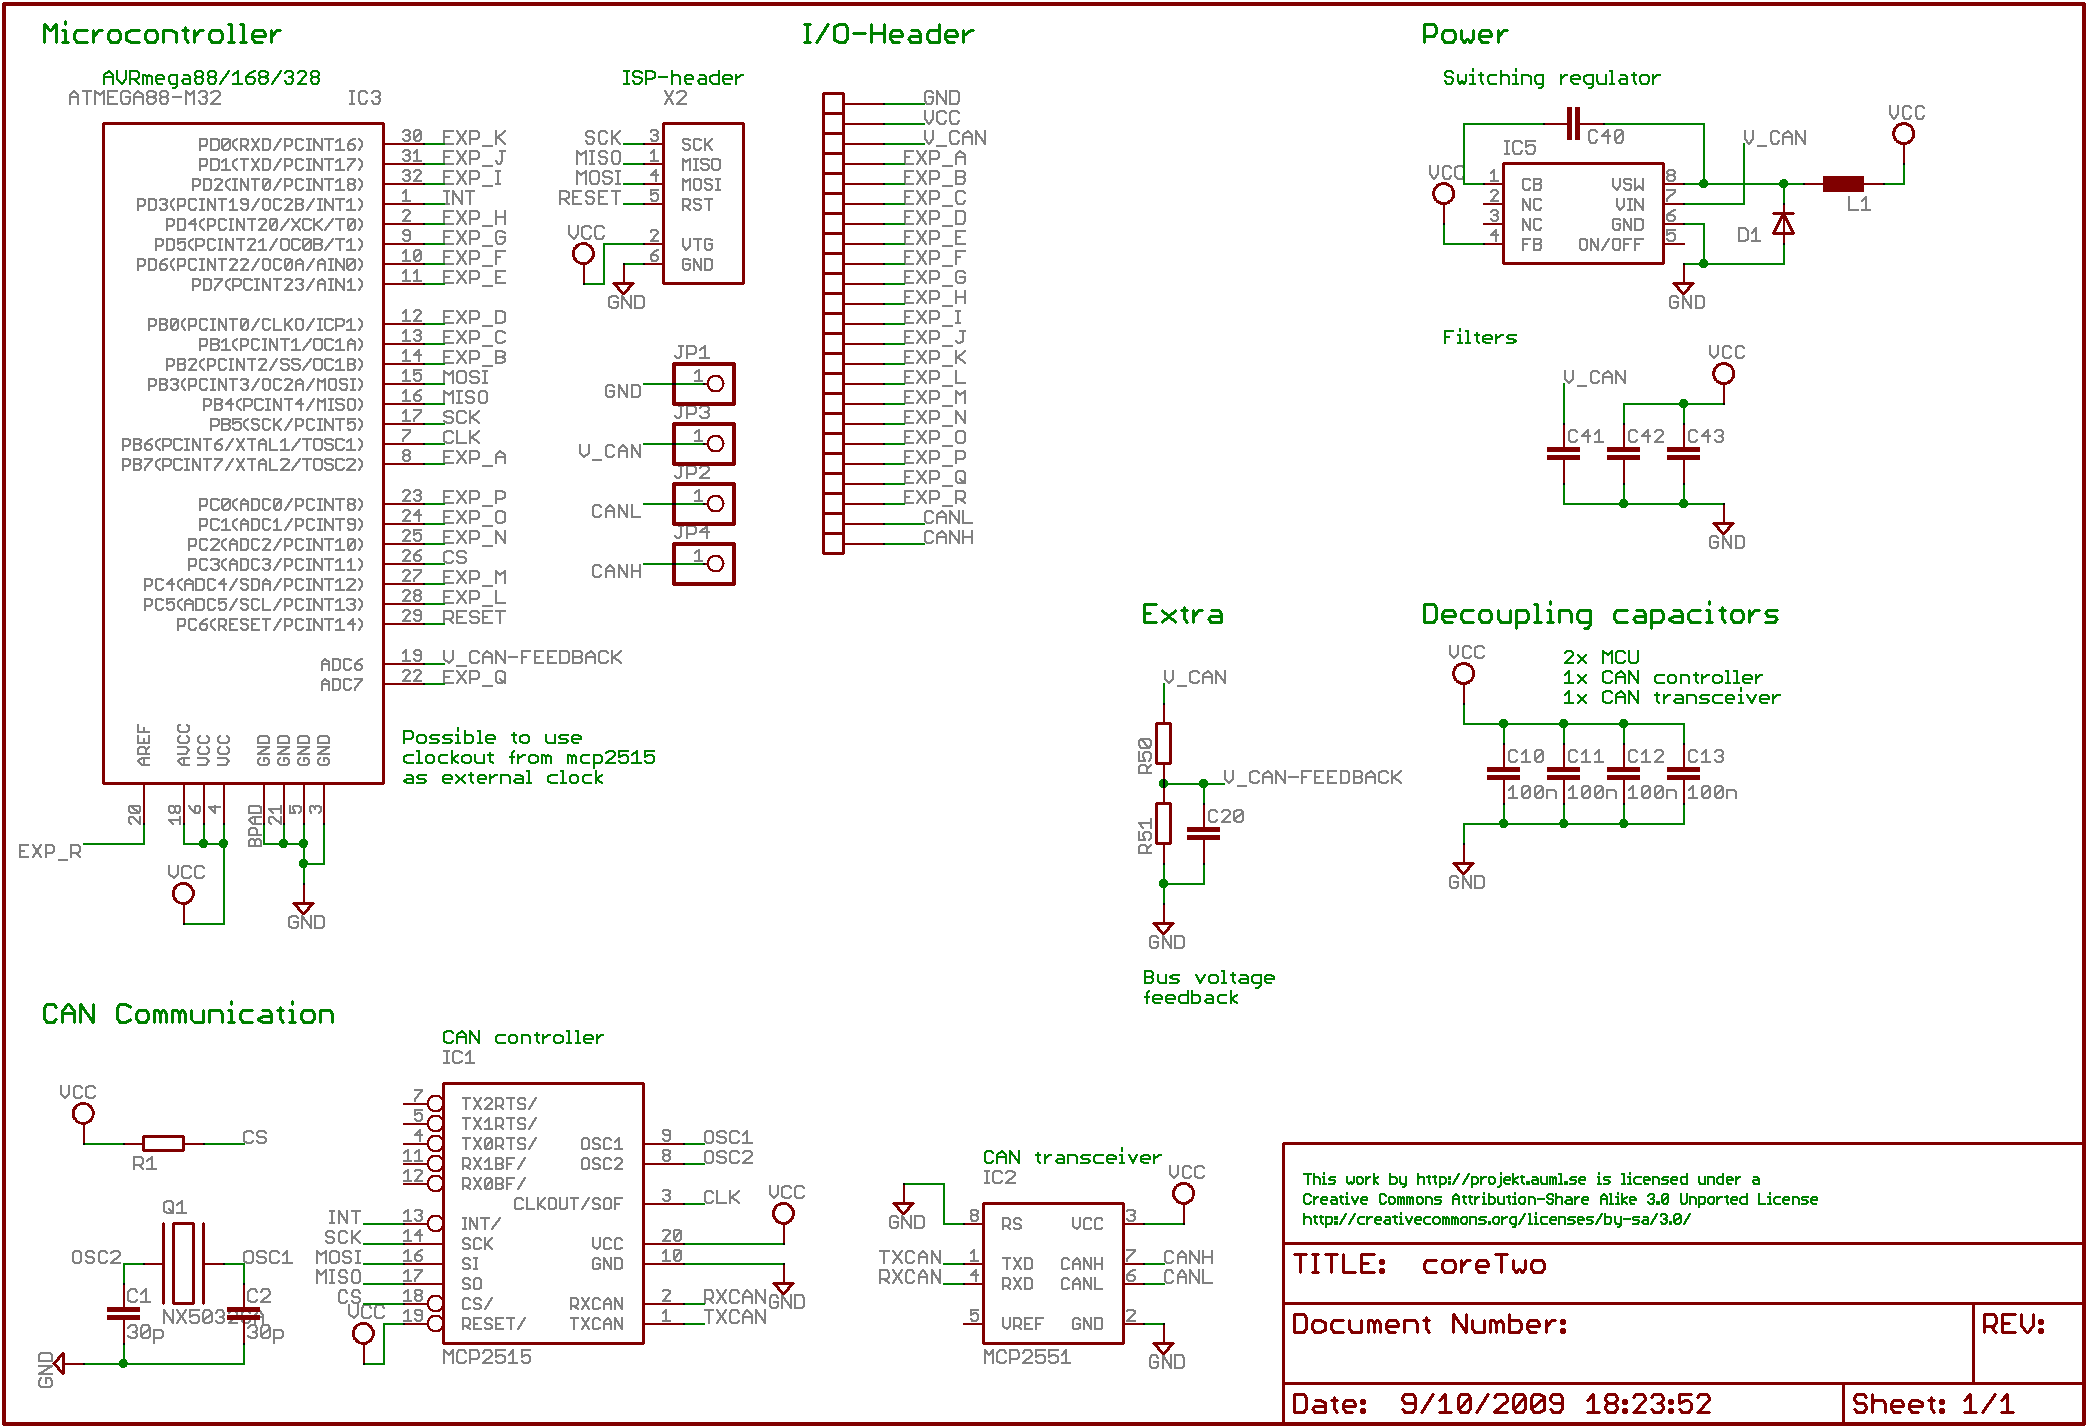 Microcontroller
AVRmega88/168/328
ATMEGA88-M32
IC3
PD0(RXD/PCINT16) 30 EXP_K
PD1(TXD/PCINT17) 31 EXP_J
PD2(INT0/PCINT18) 32 EXP_I
PD3(PCINT19/OC2B/INT1) 1 INT
PD4(PCINT20/XCK/T0) 2 EXP_H
PD5(PCINT21/OC0B/T1) 9 EXP_G
PD6(PCINT22/OC0A/AIN0) 10 EXP_F
PD7(PCINT23/AIN1) 11 EXP_E
PB0(PCINT0/CLKO/ICP1) 12 EXP_D
PB1(PCINT1/OC1A) 13 EXP_C
PB2(PCINT2/SS/OC1B) 14 EXP_B
PB3(PCINT3/OC2A/MOSI) 15 MOSI
PB4(PCINT4/MISO) 16 MISO
PB5(SCK/PCINT5) 17 SCK
PB6(PCINT6/XTAL1/TOSC1) 7 CLK
PB7(PCINT7/XTAL2/TOSC2) 8 EXP_A
PC0(ADC0/PCINT8) 23 EXP_P
PC1(ADC1/PCINT9) 24 EXP_O
PC2(ADC2/PCINT10) 25 EXP_N
PC3(ADC3/PCINT11) 26 CS
PC4(ADC4/SDA/PCINT12) 27 EXP_M
PC5(ADC5/SCL/PCINT13) 28 EXP_L
PC6(RESET/PCINT14) 29 RESET
ADC6 19 V_CAN-FEEDBACK
ADC7 22 EXP_Q
AREF AVCC VCC VCC GND GND GND GND
20 18 6 4 BPAD 21 5 3
EXP_R
VCC
GND
Possible to use
clockout from mcp2515
as external clock
ISP-header
X2
SCK 3 SCK
MISO 1 MISO
MOSI 4 MOSI
RESET 5 RST
VCC
2 VTG
6 GND
GND
JP1
GND 1
JP3
V_CAN 1
JP2
CANL 1
JP4
CANH 1
I/O-Header
GND
VCC
V_CAN
EXP_A
EXP_B
EXP_C
EXP_D
EXP_E
EXP_F
EXP_G
EXP_H
EXP_I
EXP_J
EXP_K
EXP_L
EXP_M
EXP_N
EXP_O
EXP_P
EXP_Q
EXP_R
CANL
CANH
Power
Switching regulator
C40
IC5
V_CAN
VCC
VCC
1 CB VSW 8
2 NC VIN 7
3 NC GND 6
4 FB ON/OFF 5
D1
L1
GND
Filters
VCC
V_CAN
C41 C42 C43
GND
Extra
V_CAN
R50
V_CAN-FEEDBACK
R51
C20
GND
Bus voltage
feedback
Decoupling capacitors
VCC
2x MCU
1x CAN controller
1x CAN transceiver
C10 C11 C12 C13
100n 100n 100n 100n
GND
CAN Communication
VCC
R1
CS
Q1
OSC2
OSC1
C1
C2
30p
30p
GND
CAN controller
IC1
7 TX2RTS/
5 TX1RTS/
4 TX0RTS/ OSC1 9 OSC1
11 RX1BF/ OSC2 8 OSC2
12 RX0BF/
CLKOUT/SOF 3 CLK
VCC
INT 13 INT/
SCK 14 SCK VCC 20
MOSI 16 SI GND 10
MISO 17 SO
CS 18 CS/ RXCAN 2 RXCAN
GND
VCC
19 RESET/ TXCAN 1 TXCAN
MCP2515
CAN transceiver
IC2
VCC
GND
8 RS VCC 3
TXCAN 1 TXD CANH 7 CANH
RXCAN 4 RXD CANL 6 CANL
5 VREF GND 2
MCP2551
GND
This work by http://projekt.auml.se is licensed under a
Creative Commons Attribution-Share Alike 3.0 Unported License
http://creativecommons.org/licenses/by-sa/3.0/
TITLE: coreTwo
Document Number:
REV:
Date: 9/10/2009 18:23:52
Sheet: 1/1